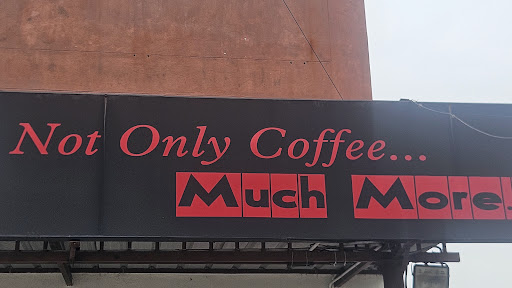 Not Only Coffee...
Much More.